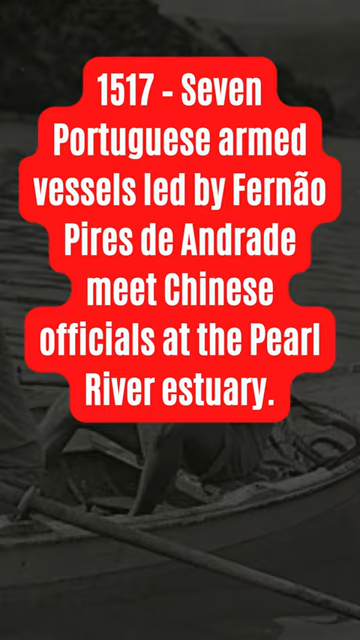 1517 – Seven
Portuguese armed
vessels led by Fernão
Pires de Andrade
meet Chinese
officials at the Pearl
River estuary.